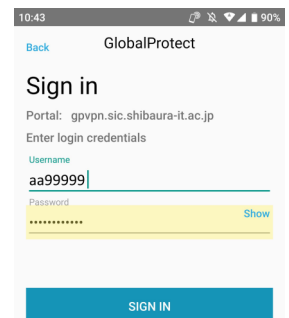 10:43
90%
Back
GlobalProtect
Sign in
Portal: gpvpn.sic.shibaura-it.ac.jp
Enter login credentials
Username
aa99999
Password
••••••••••••
Show
SIGN IN